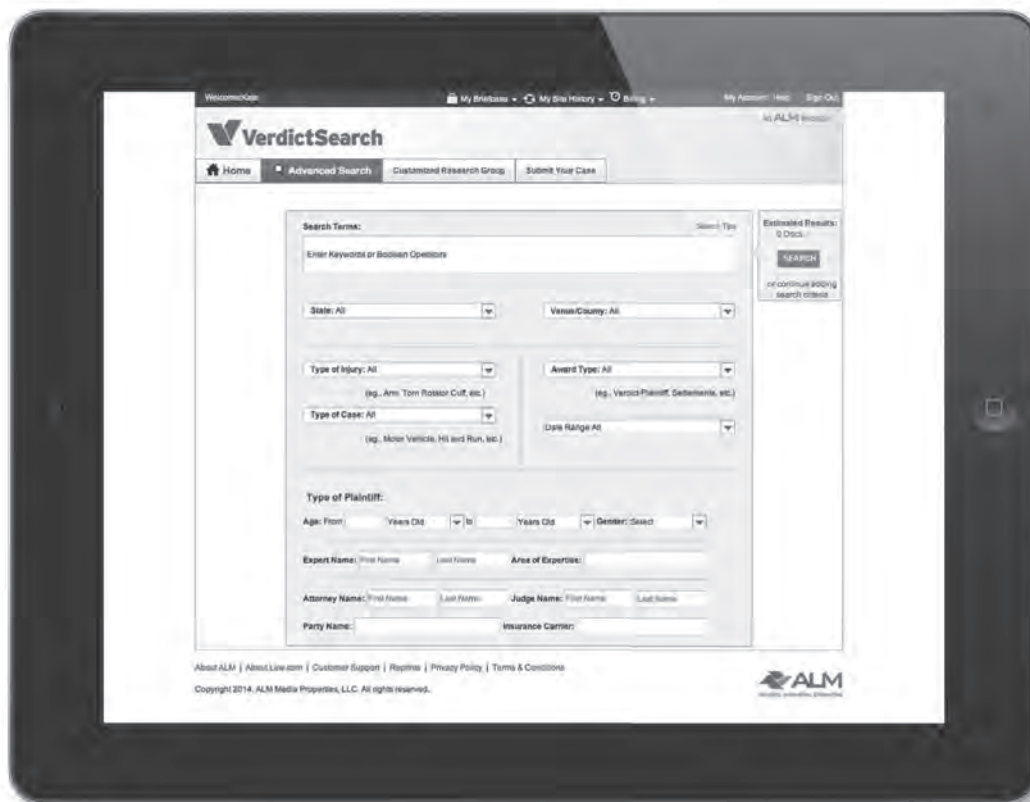 My Briefcase My Site History Billing My Account Help Sign Out
An ALM
VerdictSearch
Home Advanced Search Customized Research Group Submit Your Case
Search Terms: Search Tips
Enter Keywords or Boolean Operators
Estimated Results:
0 Docs
SEARCH
or continue adding
search criteria
State: All Venue/County: All
Type of Injury: All Award Type: All
(eg., Arm: Torn Rotator Cuff, etc.) (eg., Verdict-Plaintiff, Settlements, etc.)
Type of Case: All
Date Range All
(eg., Motor Vehicle, Hit and Run, etc.)
Type of Plaintiff:
Age: From Years Old to Years Old Gender: Select
Expert Name: First Name Last Name Area of Expertise:
Attorney Name: First Name Last Name Judge Name: First Name Last Name
Party Name: Insurance Carrier:
About ALM | About Law.com | Customer Support | Reprints | Privacy Policy | Terms & Conditions
Copyright 2014. ALM Media Properties, LLC. All rights reserved.
ALM